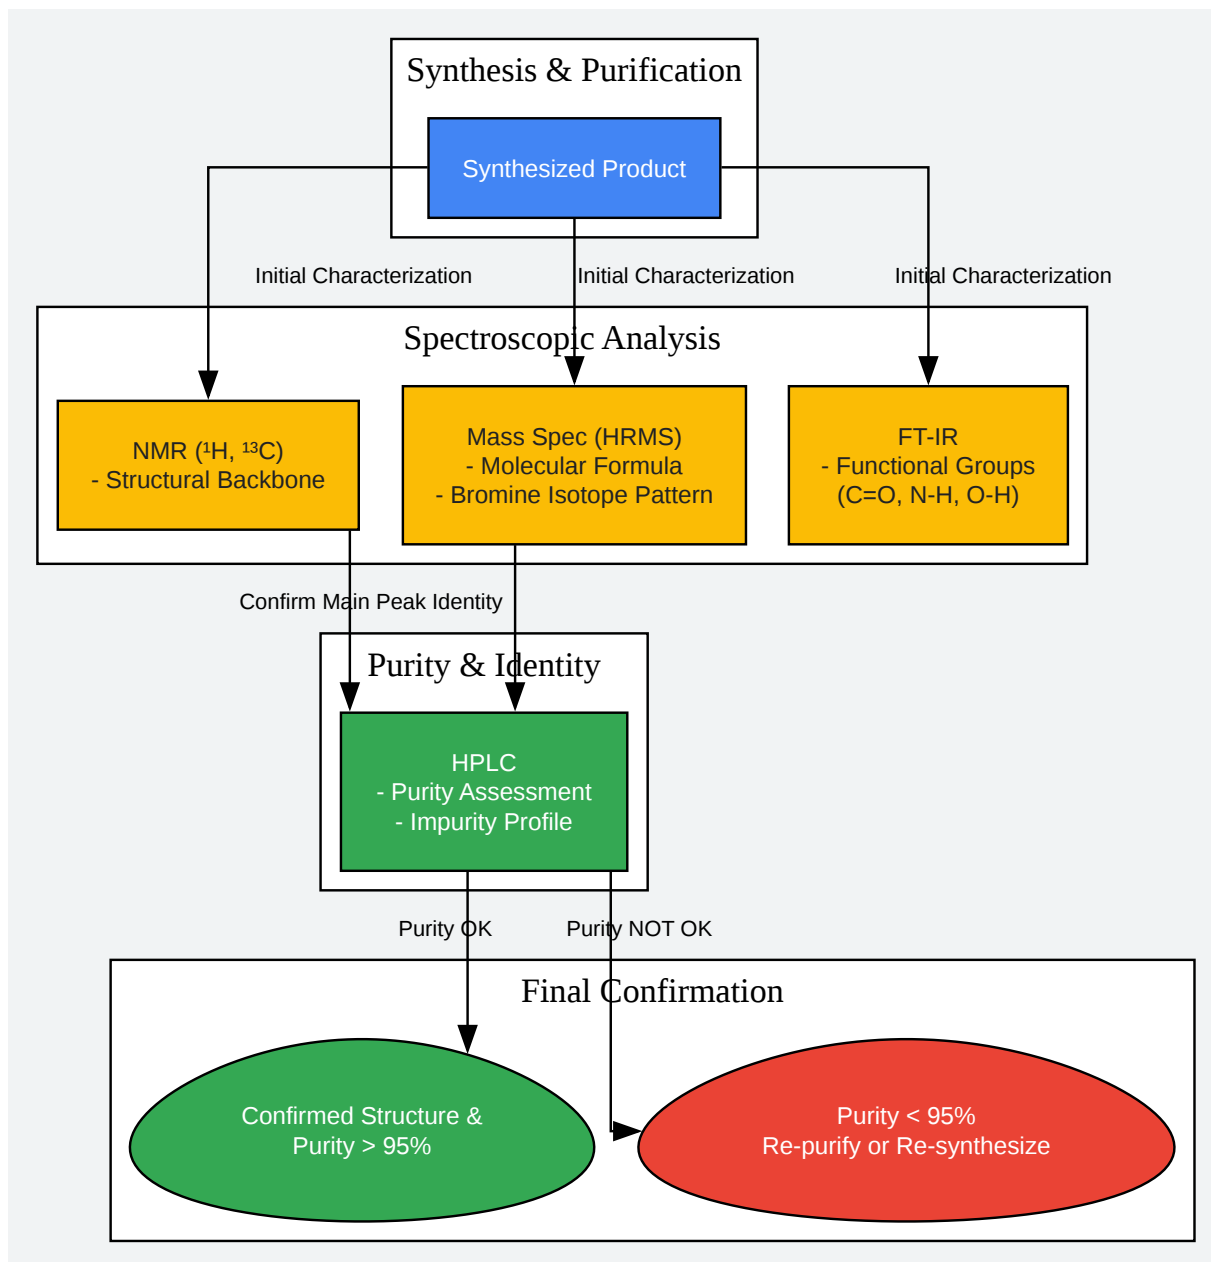 Synthesis & Purification
Synthesized Product
Initial Characterization
Initial Characterization
Initial Characterization
Spectroscopic Analysis
NMR (¹H, ¹³C)
- Structural Backbone
Mass Spec (HRMS)
- Molecular Formula
- Bromine Isotope Pattern
FT-IR
- Functional Groups
(C=O, N-H, O-H)
Confirm Main Peak Identity
Purity & Identity
HPLC
- Purity Assessment
- Impurity Profile
Purity OK
Purity NOT OK
Final Confirmation
Confirmed Structure &
Purity > 95%
Purity < 95%
Re-purify or Re-synthesize